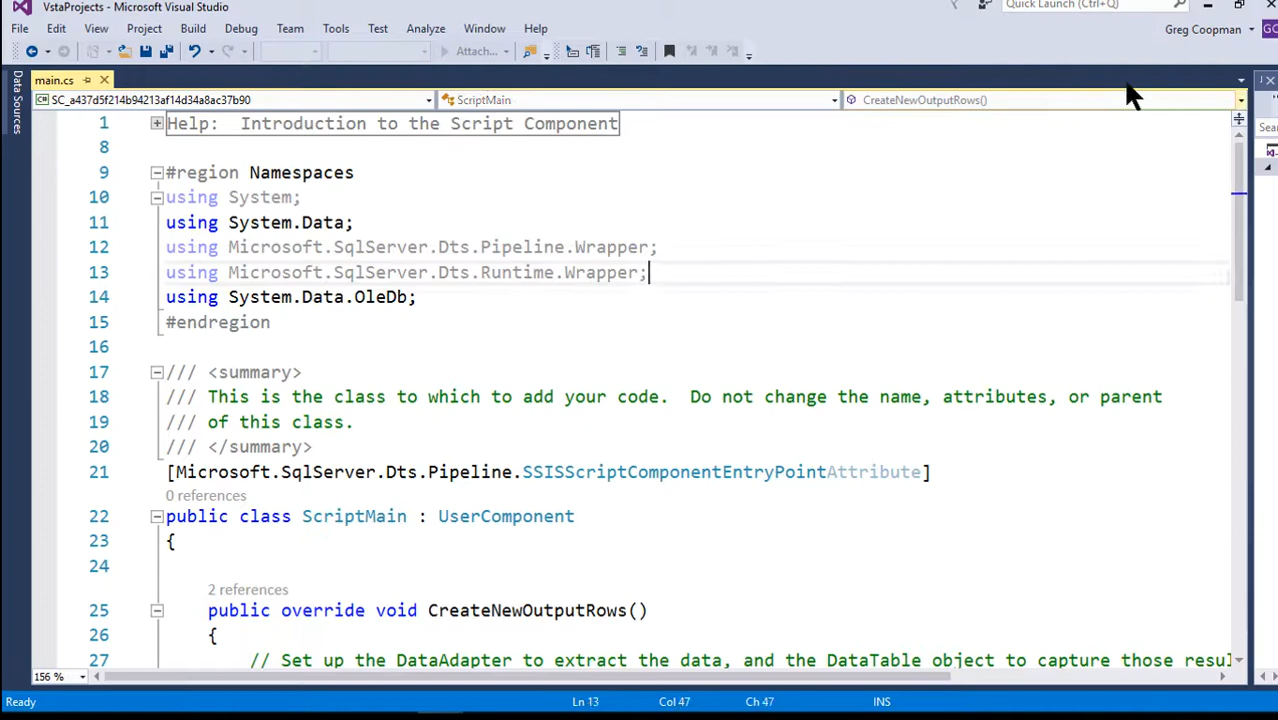 VstaProjects - Microsoft Visual Studio
Quick Launch (Ctrl+Q)
File Edit View Project Build Debug Team Tools Test Analyze Window Help
Greg Coopman
GC
Attach...
Data Sources
main.cs
SC_a437d5f214b94213af14d34a8ac37b90 ScriptMain CreateNewOutputRows()
1 Help: Introduction to the Script Component
8
9 #region Namespaces
10 using System;
11 using System.Data;
12 using Microsoft.SqlServer.Dts.Pipeline.Wrapper;
13 using Microsoft.SqlServer.Dts.Runtime.Wrapper;
14 using System.Data.OleDb;
15 #endregion
16
17 /// <summary>
18 /// This is the class to which to add your code.  Do not change the name, attributes, or parent
19 /// of this class.
20 /// </summary>
21 [Microsoft.SqlServer.Dts.Pipeline.SSISScriptComponentEntryPointAttribute]
0 references
22 public class ScriptMain : UserComponent
23 {
24
2 references
25 public override void CreateNewOutputRows()
26 {
27 // Set up the DataAdapter to extract the data, and the DataTable object to capture those resul
Sea
156 %
Ready Ln 13 Col 47 Ch 47 INS